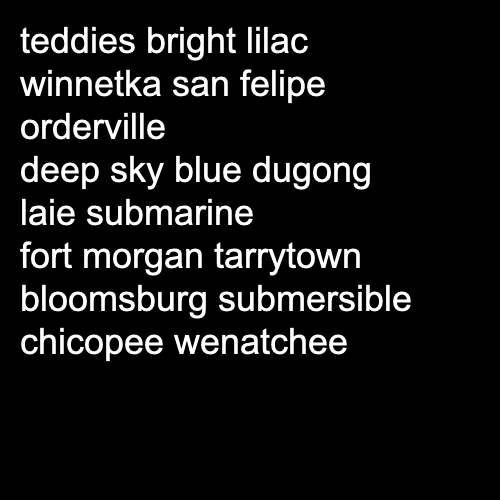 teddies bright lilac
winnetka san felipe
orderville
deep sky blue dugong
laie submarine
fort morgan tarrytown
bloomsburg submersible
chicopee wenatchee